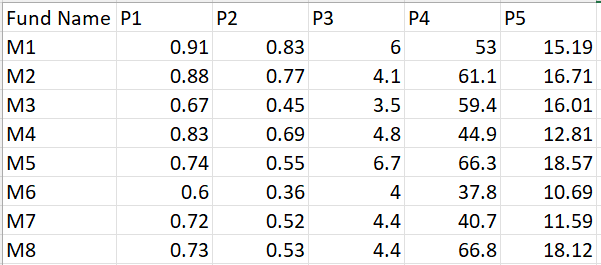 Fund Name P1 P2 P3 P4 P5
M1 0.91 0.83 6 53 15.19
M2 0.88 0.77 4.1 61.1 16.71
M3 0.67 0.45 3.5 59.4 16.01
M4 0.83 0.69 4.8 44.9 12.81
M5 0.74 0.55 6.7 66.3 18.57
M6 0.6 0.36 4 37.8 10.69
M7 0.72 0.52 4.4 40.7 11.59
M8 0.73 0.53 4.4 66.8 18.12